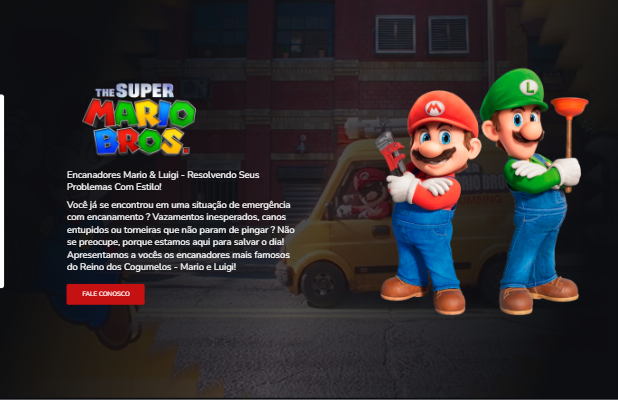 THE SUPER
MARIO
BROS.
Encanadores Mario & Luigi - Resolvendo Seus
Problemas Com Estilo!
Você já se encontrou em uma situação de emergência
com encanamento ? Vazamentos inesperados, canos
entupidos ou torneiras que não param de pingar ? Não
se preocupe, porque estamos aqui para salvar o dia!
Apresentamos a vocês os encanadores mais famosos
do Reino dos Cogumelos - Mario e Luigi!
FALE CONOSCO
M
L